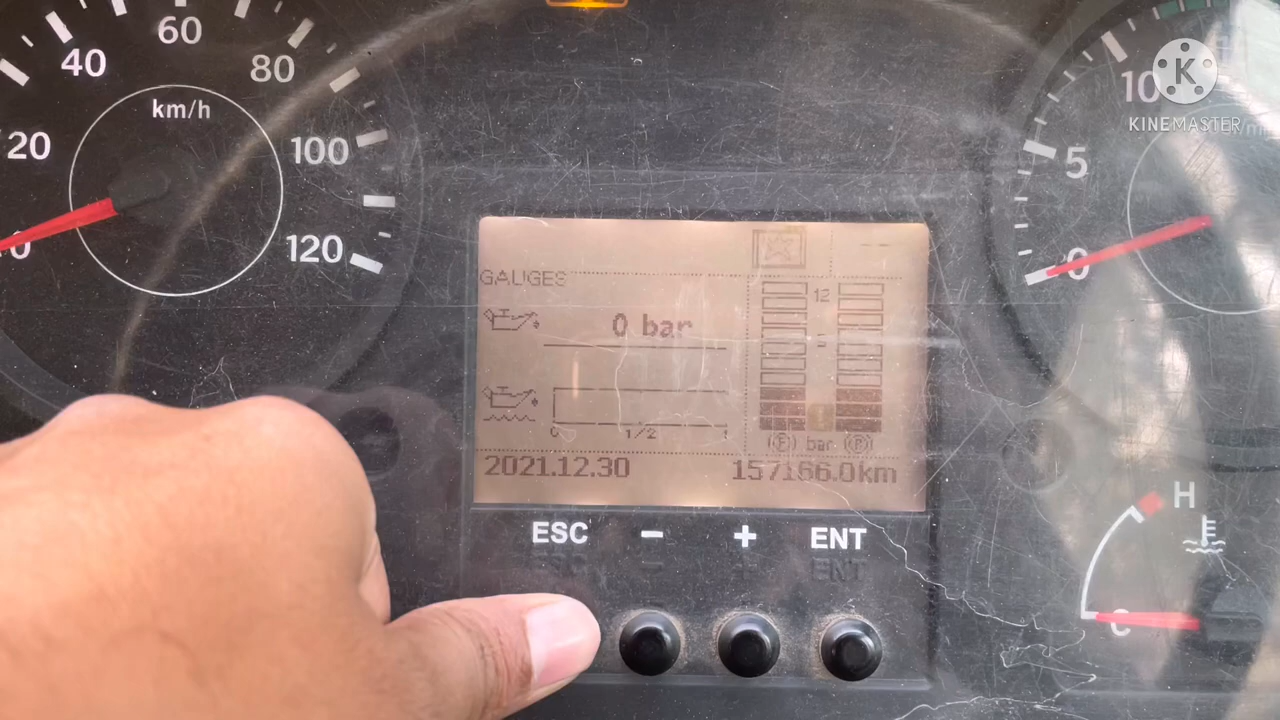 60
40
80
km/h
20
100
0
120
10
K
KINEMASTER
5
0
GAUGES
12
0 bar
0 1/2 1
(F) bar (R)
2021.12.30 157166.0km
ESC - + ENT
H
C